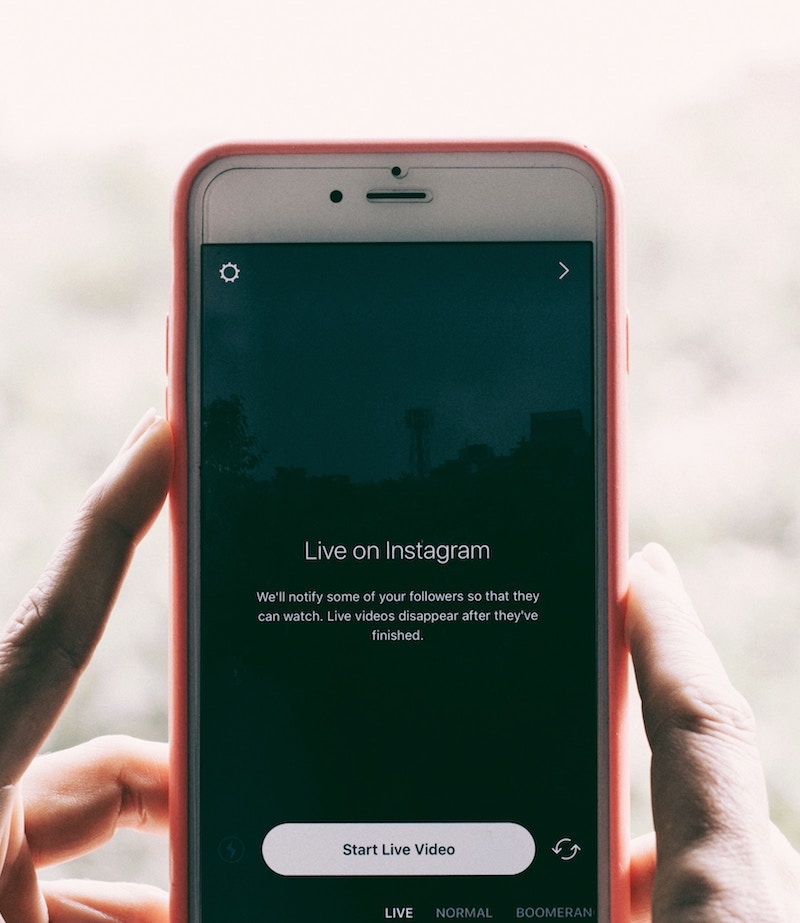 Live on Instagram
We'll notify some of your followers so that they
can watch. Live videos disappear after they've
finished.
Start Live Video
LIVE NORMAL BOOMERAN